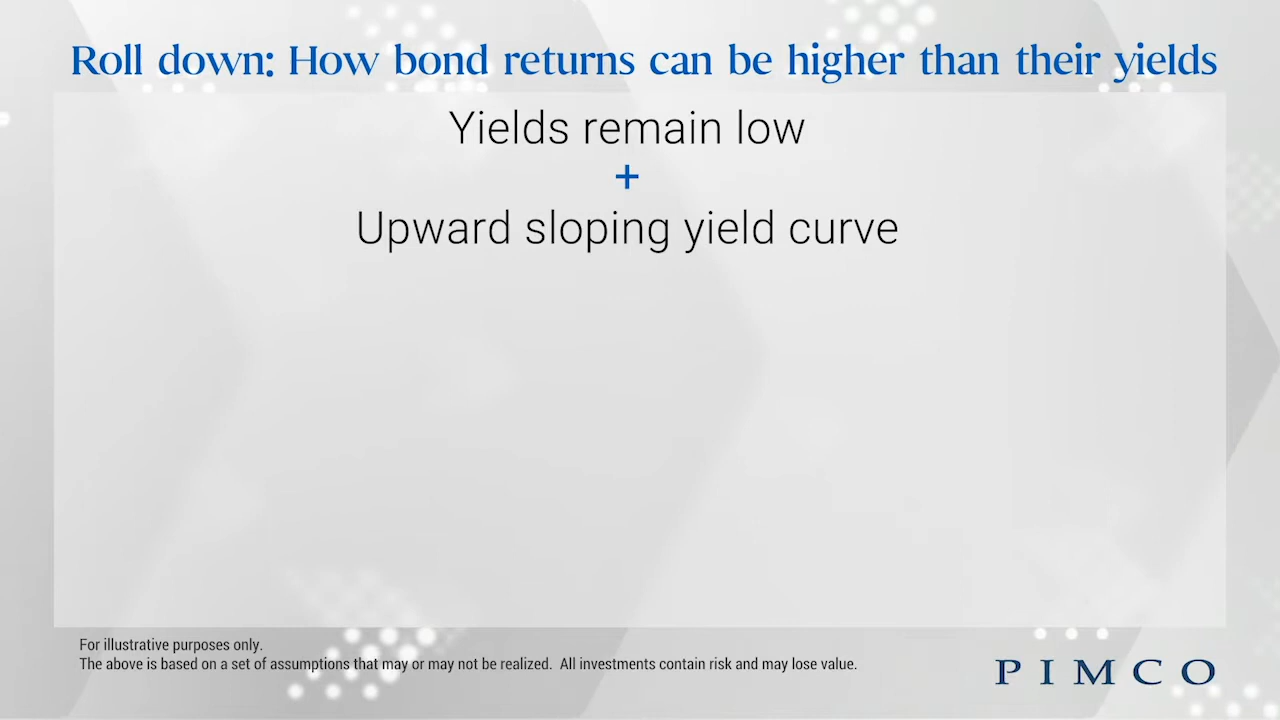 Roll down: How bond returns can be higher than their yields
Yields remain low
+
Upward sloping yield curve
For illustrative purposes only.
The above is based on a set of assumptions that may or may not be realized.  All investments contain risk and may lose value.
PIMCO